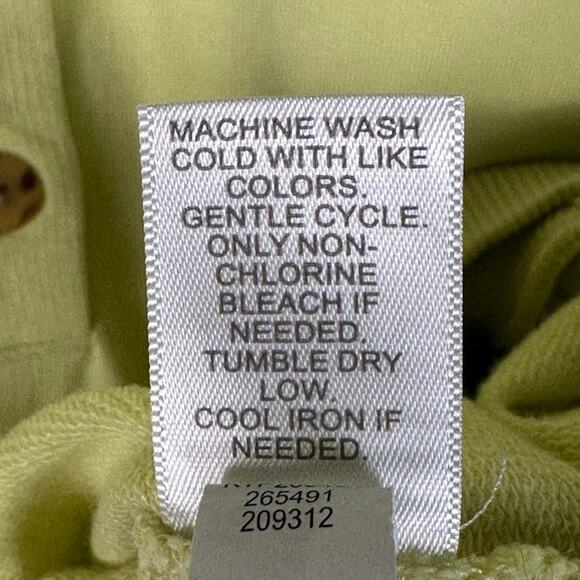 MACHINE WASH
COLD WITH LIKE
COLORS.
GENTLE CYCLE.
ONLY NON-
CHLORINE
BLEACH IF
NEEDED.
TUMBLE DRY
LOW.
COOL IRON IF
NEEDED.
265491
209312